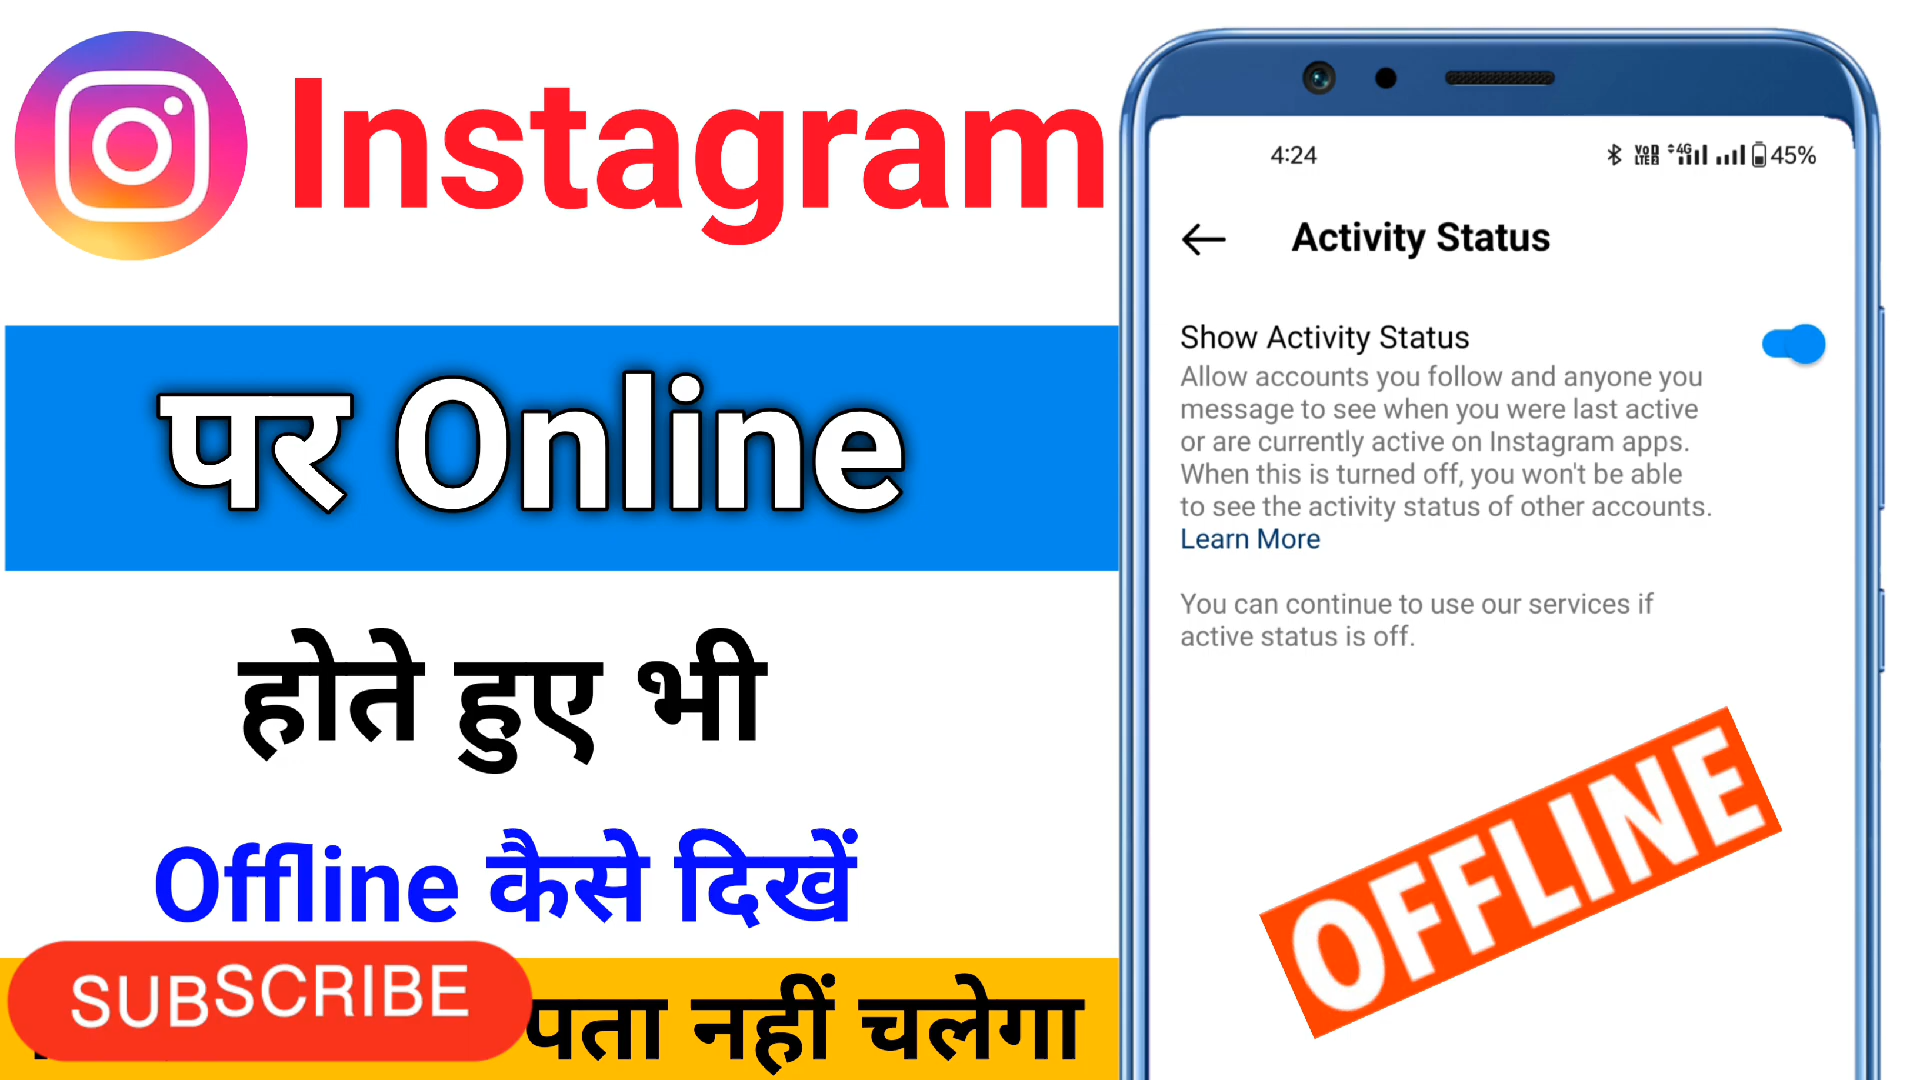 Instagram
पर Online
होते हुए भी
Offline कैसे दिखें
SUBSCRIBE
पता नहीं चलेगा
4:24
VoD LTE 4G 45%
Activity Status
Show Activity Status
Allow accounts you follow and anyone you
message to see when you were last active
or are currently active on Instagram apps.
When this is turned off, you won't be able
to see the activity status of other accounts.
Learn More
You can continue to use our services if
active status is off.
OFFLINE